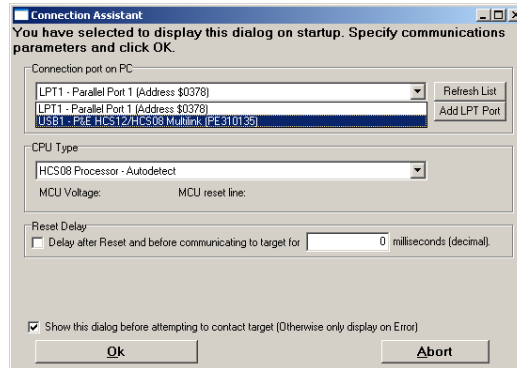 Connection Assistant
You have selected to display this dialog on startup. Specify communications
parameters and click OK.
Connection port on PC
LPT1 - Parallel Port 1 (Address $0378)
Refresh List
LPT1 - Parallel Port 1 (Address $0378)
Add LPT Port
USB1 - P&E HCS12/HCS08 Multilink (PE310135)
CPU Type
HCS08 Processor - Autodetect
MCU Voltage: MCU reset line:
Reset Delay
Delay after Reset and before communicating to target for 0 milliseconds (decimal).
Show this dialog before attempting to contact target (Otherwise only display on Error)
Ok Abort